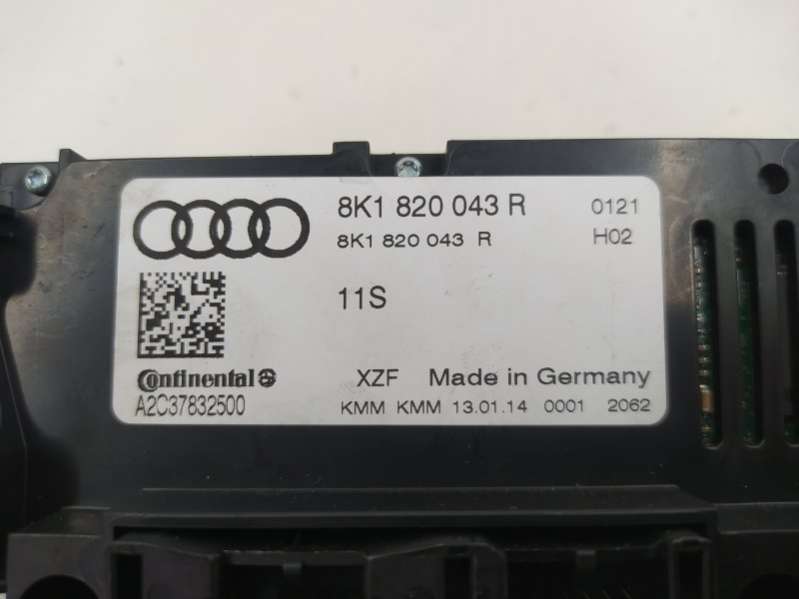 8K1 820 043 R 0121
8K1 820 043 R H02
11S
Continental
XZF Made in Germany
A2C37832500
KMM KMM 13.01.14 0001 2062